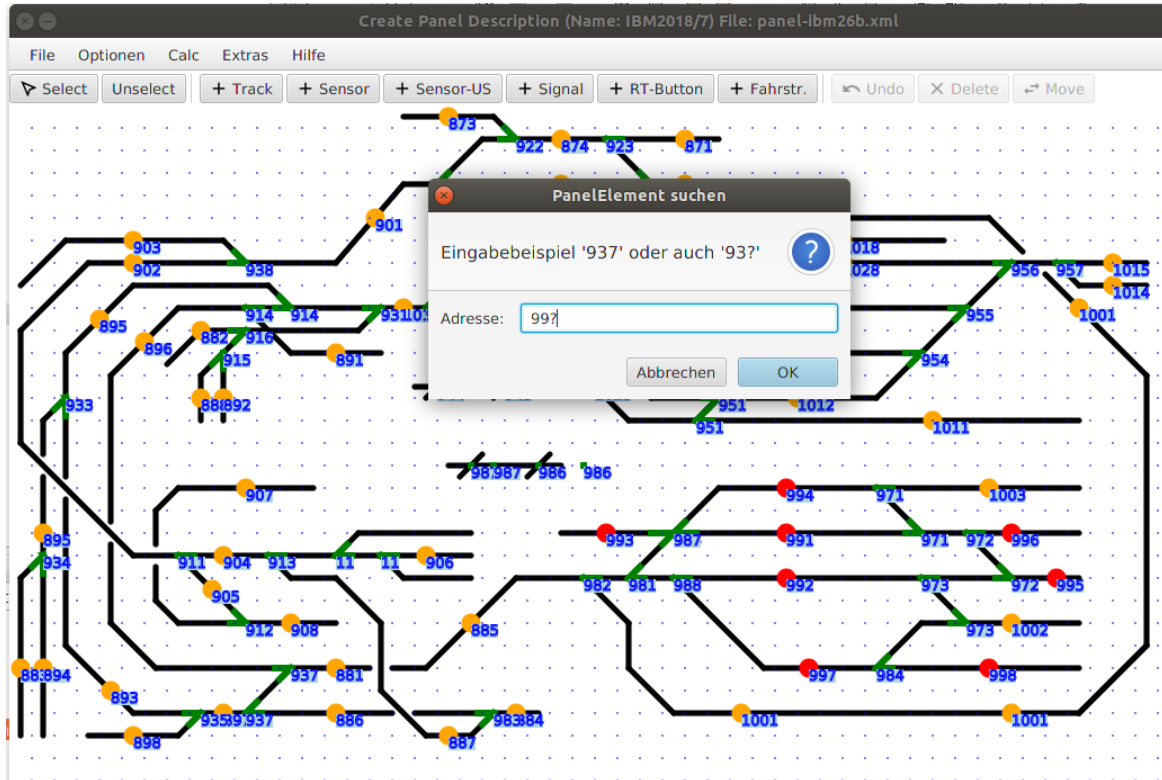 Create Panel Description (Name: IBM2018/7) File: panel-ibm26b.xml
File Optionen Calc Extras Hilfe
Select Unselect + Track + Sensor + Sensor-US + Signal + RT-Button + Fahrstr. Undo Delete Move
873
922 874 923 871
PanelElement suchen
901
903 018
Eingabebeispiel '937' oder auch '93?'
902 938 028 956 957 1015
1014
895 914 914 931 955 1001
Adresse: 99?
882 916
896
915 891 954
Abbrechen OK
933 892 951 1012
951 1011
987 986 986
907 994 971 1003
895 993 987 991 971 972 996
934 911 904 913 11 11 906
982 981 988 992 973 972 995
905
912 908 885 973 1002
894 937 881 997 984 998
893
935 937 886 983 884 1001 1001
898 887